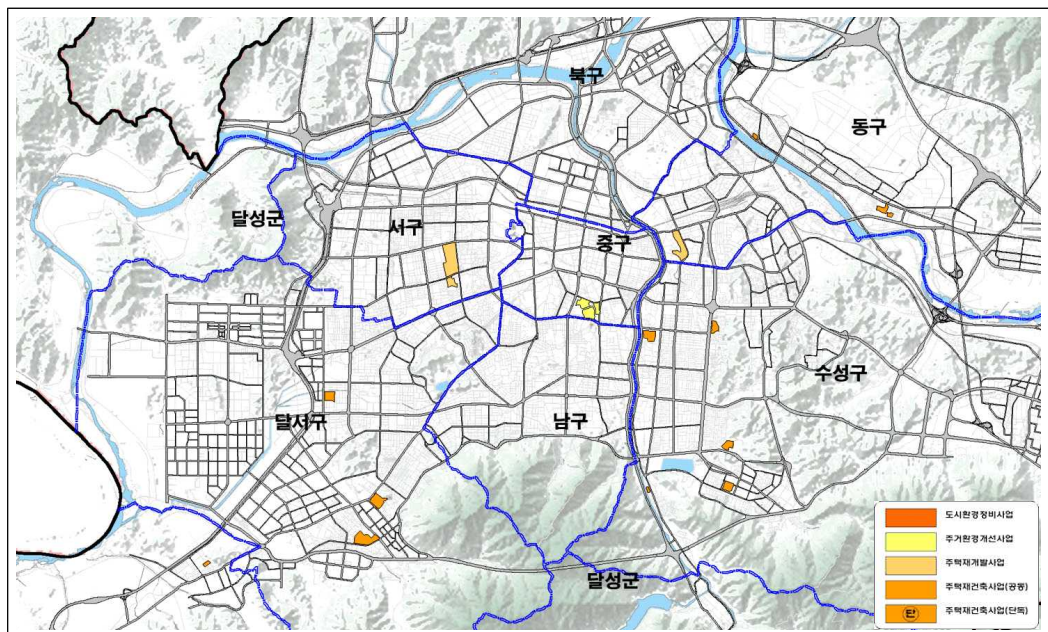 북구
동구
달성군
서구
중구
수성구
달서구
남구
달성군
도시환경정비사업
주거환경개선사업
주택재개발사업
주택재건축사업(공동)
단
주택재건축사업(단독)